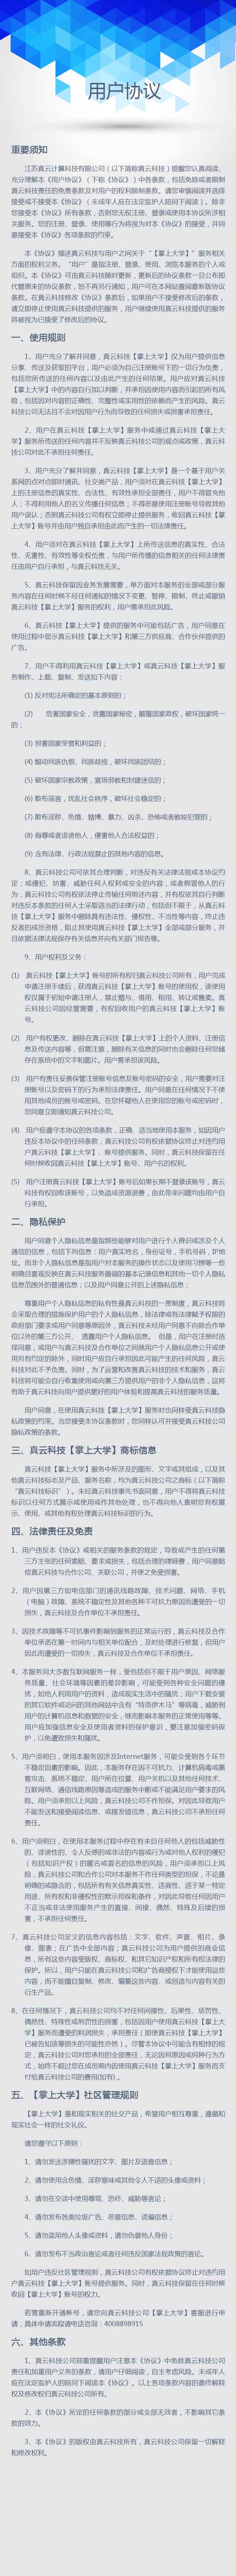 用户协议
重要须知
江苏真云计算科技有限公司（以下简称真云科技）提醒您认真阅读、
充分理解本《用户协议》（下称《协议》）中各条款，包括免除或者限制
真云科技责任的免责条款及对用户的权利限制条款。请您审慎阅读并选择
接受或不接受本《协议》（未成年人应在法定监护人陪同下阅读）。除非
您接受本《协议》所有条款，否则您无权注册、登录或使用本协议所涉相
关服务。您的注册、登录、使用等行为将视为对本《协议》的接受，并同
意接受本《协议》各项条款的约束。
本《协议》描述真云科技与用户之间关于“【掌上大学】”服务相关
方面的权利义务。“用户”是指注册、登录、使用、浏览本服务的个人或
组织。本《协议》可由真云科技随时更新，更新后的协议条款一旦公布即
代替原来的协议条款，恕不再另行通知，用户可在本网站查阅最新版协议
条款。在真云科技修改《协议》条款后，如果用户不接受修改后的条款，
请立即停止使用真云科技提供的服务，用户继续使用真云科技提供的服务
将被视为已接受了修改后的协议。
一、使用规则
1、用户充分了解并同意，真云科技【掌上大学】仅为用户提供信息
分享、传送及获取的平台，用户必须为自己注册帐号下的一切行为负责，
包括您所传送的任何内容以及由此产生的任何结果。用户应对真云科技
【掌上大学】中的内容自行加以判断，并承担因使用内容而引起的所有风
险，包括因对内容的正确性、完整性或实用性的依赖而产生的风险。真云
科技公司无法且不会对因用户行为而导致的任何损失或损害承担责任。
2、用户在真云科技【掌上大学】服务中或通过真云科技【掌上大
学】服务所传送的任何内容并不反映真云科技公司的观点或政策，真云科
技公司对此不承担任何责任。
3、用户充分了解并同意，真云科技【掌上大学】是一个基于用户关
系网的点对点即时通讯、社交类产品，用户须对在真云科技【掌上大学】
上的注册信息的真实性、合法性、有效性承担全部责任，用户不得冒充他
人；不得利用他人的名义传播任何信息；不得恶意使用注册帐号导致其他
用户误认；否则真云科技公司有权立即停止提供服务，收回真云科技【掌
上大学】账号并由用户独自承担由此而产生的一切法律责任。
4、用户须对在真云科技【掌上大学】上所传送信息的真实性、合法
性、无害性、有效性等全权负责，与用户所传播的信息相关的任何法律责
任由用户自行承担，与真云科技无关。
5、真云科技保留因业务发展需要，单方面对本服务的全部或部分服
务内容在任何时候不经任何通知的情况下变更、暂停、限制、终止或撤销
真云科技【掌上大学】服务的权利，用户需承担此风险。
6、真云科技【掌上大学】提供的服务中可能包括广告，用户同意在
使用过程中显示真云科技【掌上大学】和第三方供应商、合作伙伴提供的
广告。
7、用户不得利用真云科技【掌上大学】或真云科技【掌上大学】服
务制作、上载、复制、发送如下内容：
(1) 反对宪法所确定的基本原则的；
(2) 危害国家安全，泄露国家秘密，颠覆国家政权，破坏国家统一
的；
(3) 损害国家荣誉和利益的；
(4) 煽动民族仇恨、民族歧视，破坏民族团结的；
(5) 破坏国家宗教政策，宣扬邪教和封建迷信的；
(6) 散布谣言，扰乱社会秩序，破坏社会稳定的；
(7) 散布淫秽、色情、赌博、暴力、凶杀、恐怖或者教唆犯罪的；
(8) 侮辱或者诽谤他人，侵害他人合法权益的；
(9) 含有法律、行政法规禁止的其他内容的信息。
8、真云科技公司可依其合理判断，对违反有关法律法规或本协议约
定；或侵犯、妨害、威胁任何人权利或安全的内容，或者假冒他人的行
为，真云科技公司有权依法停止传输任何前述内容，并有权依其自行判断
对违反本条款的任何人士采取适当的法律行动，包括但不限于，从真云科
技【掌上大学】服务中删除具有违法性、侵权性、不当性等内容，终止违
反者的成员资格，阻止其使用真云科技【掌上大学】全部或部分服务，并
且依据法律法规保存有关信息并向有关部门报告等。
9、用户权利及义务：
(1) 真云科技【掌上大学】账号的所有权归真云科技公司所有，用户完成
申请注册手续后，获得真云科技【掌上大学】账号的使用权，该使用
权仅属于初始申请注册人，禁止赠与、借用、租用、转让或售卖。真
云科技公司因经营需要，有权回收用户的真云科技【掌上大学】账
号。
(2) 用户有权更改、删除在真云科技【掌上大学】上的个人资料、注册信
息及传送内容等，但需注意，删除有关信息的同时也会删除任何您储
存在系统中的文字和图片。用户需承担该风险。
(3) 用户有责任妥善保管注册账号信息及账号密码的安全，用户需要对注
册账号以及密码下的行为承担法律责任。用户同意在任何情况下不使
用其他成员的账号或密码。在您怀疑他人在使用您的账号或密码时，
您同意立即通知真云科技公司。
(4) 用户应遵守本协议的各项条款，正确、适当地使用本服务，如因用户
违反本协议中的任何条款，真云科技公司有权依据协议终止对违约用
户真云科技【掌上大学】、账号提供服务。同时，真云科技保留在任
何时候收回真云科技【掌上大学】账号、用户名的权利。
(5) 用户注册真云科技【掌上大学】账号后如果长期不登录该账号，真云
科技有权回收该账号，以免造成资源浪费，由此带来问题均由用户自
行承担。
二、隐私保护
用户同意个人隐私信息是指那些能够对用户进行个人辨识或涉及个人
通信的信息，包括下列信息：用户真实姓名，身份证号，手机号码，IP地
址。而非个人隐私信息是指用户对本服务的操作状态以及使用习惯等一些
明确且客观反映在真云科技服务器端的基本记录信息和其他一切个人隐私
信息范围外的普通信息；以及用户同意公开的上述隐私信息；
尊重用户个人隐私信息的私有性是真云科技的一贯制度，真云科技将
会采取合理的措施保护用户的个人隐私信息，除法律或有法律赋予权限的
政府部门要求或用户同意等原因外，真云科技未经用户同意不向除合作单
位以外的第三方公开、 透露用户个人隐私信息。 但是，用户在注册时选
择同意，或用户与真云科技及合作单位之间就用户个人隐私信息公开或使
用另有约定的除外，同时用户应自行承担因此可能产生的任何风险，真云
科技对此不予负责。同时，为了运营和改善真云科技的技术和服务，真云
科技将可能会自行收集使用或向第三方提供用户的非个人隐私信息，这将
有助于真云科技向用户提供更好的用户体验和提高真云科技的服务质量。
用户同意，在使用真云科技【掌上大学】服务时也同样受真云科技隐
私政策的约束。当您接受本协议条款时，您同样认可并接受真云科技公司
隐私政策的条款。
三、真云科技【掌上大学】商标信息
真云科技【掌上大学】服务中所涉及的图形、文字或其组成，以及其
他真云科技标志及产品、服务名称，均为真云科技公司之商标（以下简称
“真云科技标识”）。未经真云科技事先书面同意，用户不得将真云科技
标识以任何方式展示或使用或作其他处理，也不得向他人表明您有权展
示、使用、或其他有权处理真云科技标识的行为。
四、法律责任及免责
1、用户违反本《协议》或相关的服务条款的规定，导致或产生的任何第
三方主张的任何索赔、要求或损失，包括合理的律师费，用户同意赔
偿真云科技与合作公司、关联公司，并使之免受损害。
2、用户因第三方如电信部门的通讯线路故障、技术问题、网络、手机
（电脑）故障、系统不稳定性及其他各种不可抗力原因而遭受的一切
损失，真云科技及合作单位不承担责任。
3、因技术故障等不可抗事件影响到服务的正常运行的，真云科技及合作
单位承诺在第一时间内与相关单位配合，及时处理进行修复，但用户
因此而遭受的一切损失，真云科技及合作单位不承担责任。
4、本服务同大多数互联网服务一样，受包括但不限于用户原因、网络服
务质量、社会环境等因素的差异影响，可能受到各种安全问题的侵
扰，如他人利用用户的资料，造成现实生活中的骚扰；用户下载安装
的其它软件或访问的其他网站中含有“特洛伊木马”等病毒，威胁到
用户的计算机信息和数据的安全，继而影响本服务的正常使用等等。
用户应加强信息安全及使用者资料的保护意识，要注意加强密码保
护，以免遭致损失和骚扰。
5、用户须明白，使用本服务因涉及Internet服务，可能会受到各个环节
不稳定因素的影响。因此，本服务存在因不可抗力、计算机病毒或黑
客攻击、系统不稳定、用户所在位置、用户关机以及其他任何技术、
互联网络、通信线路原因等造成的服务中断或不能满足用户要求的风
险。用户须承担以上风险，真云科技公司不作担保。对因此导致用户
不能发送和接受阅读信息、或接发错信息，真云科技公司不承担任何
责任。
6、用户须明白，在使用本服务过程中存在有来自任何他人的包括威胁性
的、诽谤性的、令人反感的或非法的内容或行为或对他人权利的侵犯
（包括知识产权）的匿名或冒名的信息的风险，用户须承担以上风
险，真云科技公司和合作公司对本服务不作任何类型的担保，不论是
明确的或隐含的，包括所有有关信息真实性、适商性、适于某一特定
用途、所有权和非侵权性的默示担保和条件，对因此导致任何因用户
不正当或非法使用服务产生的直接、间接、偶然、特殊及后续的损
害，不承担任何责任。
7、真云科技公司定义的信息内容包括：文字、软件、声音、相片、录
像、图表；在广告中全部内容；真云科技公司为用户提供的商业信
息，所有这些内容受版权、商标权、和其它知识产权和所有权法律的
保护。所以，用户只能在真云科技公司和广告商授权下才能使用这些
内容，而不能擅自复制、修改、编纂这些内容、或创造与内容有关的
衍生产品。
8、在任何情况下，真云科技公司均不对任何间接性、后果性、惩罚性、
偶然性、特殊性或刑罚性的损害，包括因用户使用真云科技【掌上大
学】服务而遭受的利润损失，承担责任（即使真云科技【掌上大学】
已被告知该等损失的可能性亦然）。尽管本协议中可能含有相悖的规
定，真云科技公司对您承担的全部责任，无论因何原因或何种行为方
式，始终不超过您在成员期内因使用真云科技【掌上大学】服务而支
付给真云科技公司的费用(如有) 。
五、【掌上大学】社区管理规则
【掌上大学】是和现实相关的社交产品，希望用户相互尊重，遵循和
现实社会一样的社交礼仪。
请您遵守以下原则：
1、请勿发送涉嫌性骚扰的文字、图片及语音信息；
2、请勿使用含色情、淫秽意味或其他令人不适的头像或资料；
3、请勿在交谈中使用辱骂、恐吓、威胁等言论；
4、请勿发布各类垃圾广告、恶意信息、诱骗信息；
5、请勿盗用他人头像或资料，请勿伪装他人身份；
6、请勿发布不当政治言论或者任何违反国家法规政策的言论。
如用户违反社区管理规则，真云科技公司有权依据协议终止对违约用
户真云科技【掌上大学】账号提供服务。同时，真云科技保留在任何时候
收回【掌上大学】账号的权力。
若需重新开通帐号，请您向真云科技公司【掌上大学】客服进行申
请，具体申请流程请电话咨询：4008898915
六、其他条款
1、真云科技公司郑重提醒用户注意本《协议》中免除真云科技公司
责任和加重用户义务的条款，请用户仔细阅读，自主考虑风险。未成年人
应在法定监护人的陪同下阅读本《协议》。以上各项条款内容的最终解释
权及修改权归真云科技公司所有。
2、本《协议》所定的任何条款的部分或全部无效者，不影响其它条
款的效力。
3、本《协议》的版权由真云科技所有，真云科技公司保留一切解释
和修改权利。